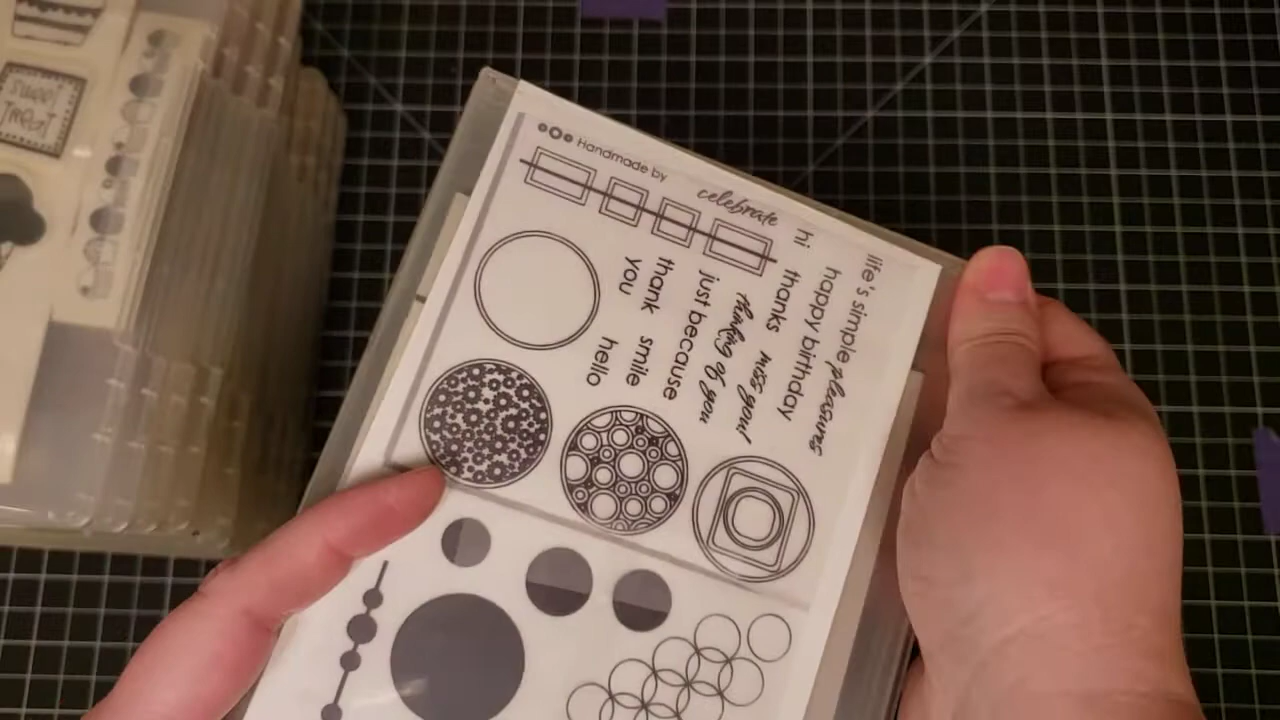 Handmade by
celebrate
hi
life's simple pleasures
happy birthday
thanks
miss you!
thinking of you
just because
thank
you
smile
hello
sweet
treat